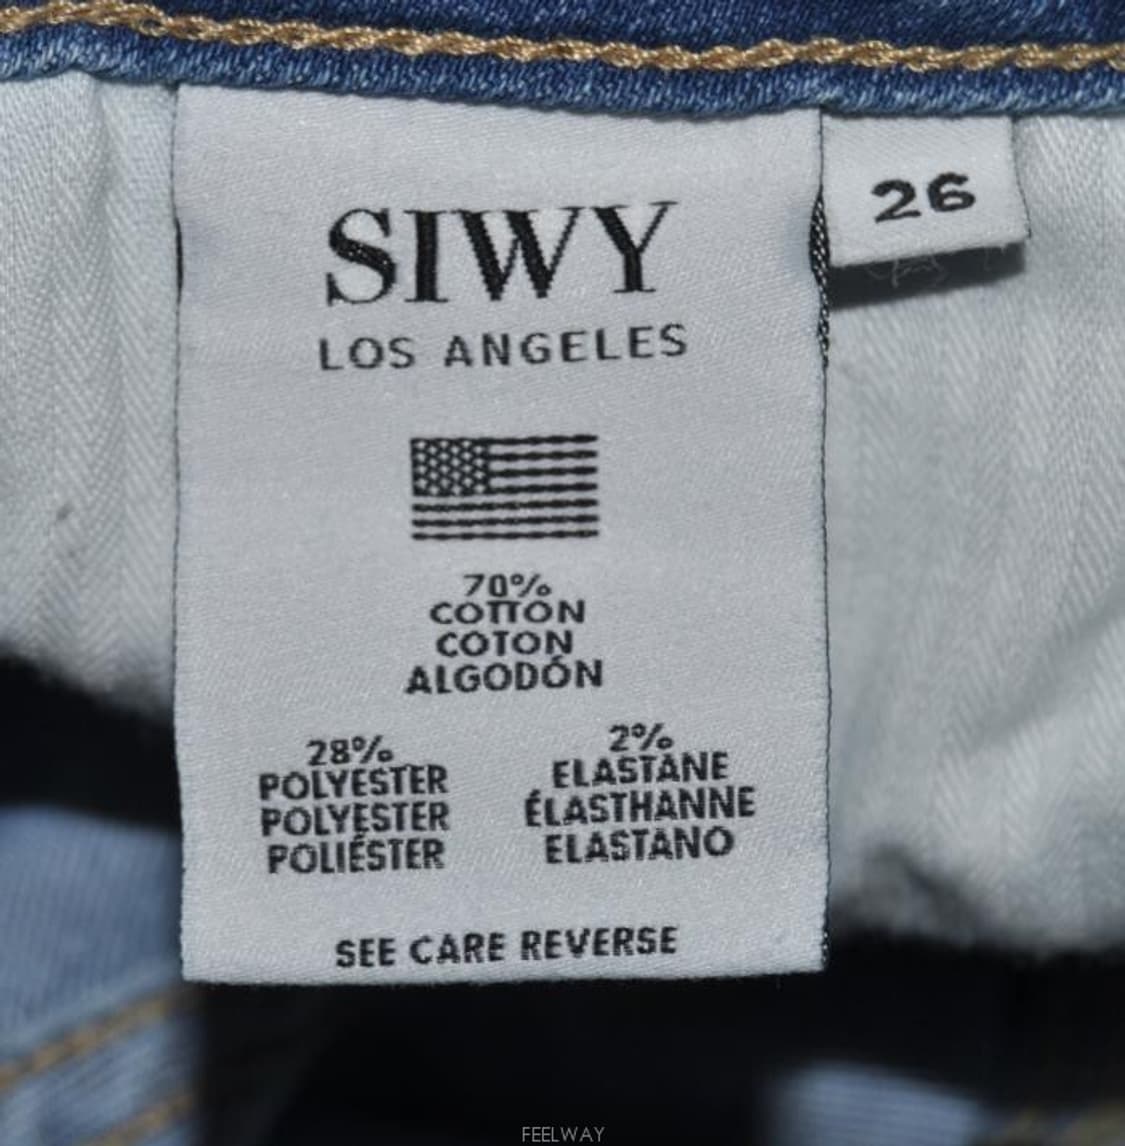 SIWY
LOS ANGELES
26
70%
COTTON
COTON
ALGODÓN
28%
POLYESTER
POLYESTER
POLIÉSTER
2%
ELASTANE
ÉLASTHANNE
ELASTANO
SEE CARE REVERSE
FEELWAY